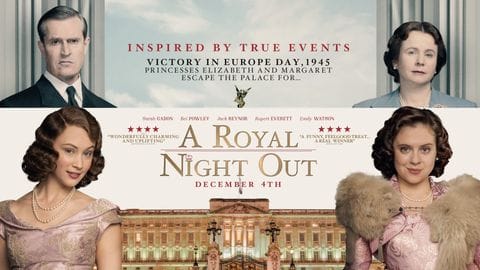 INSPIRED BY TRUE EVENTS
VICTORY IN EUROPE DAY, 1945
PRINCESSES ELIZABETH AND MARGARET
ESCAPE THE PALACE FOR...
Sarah GADON Bel POWLEY Jack REYNOR Rupert EVERETT Emily WATSON
★★★★
"WONDERFULLY CHARMING
AND UPLIFTING"
★★★★
"A FUNNY, FEELGOOD TREAT...
A REAL WINNER"
A ROYAL
NIGHT OUT
DECEMBER 4TH